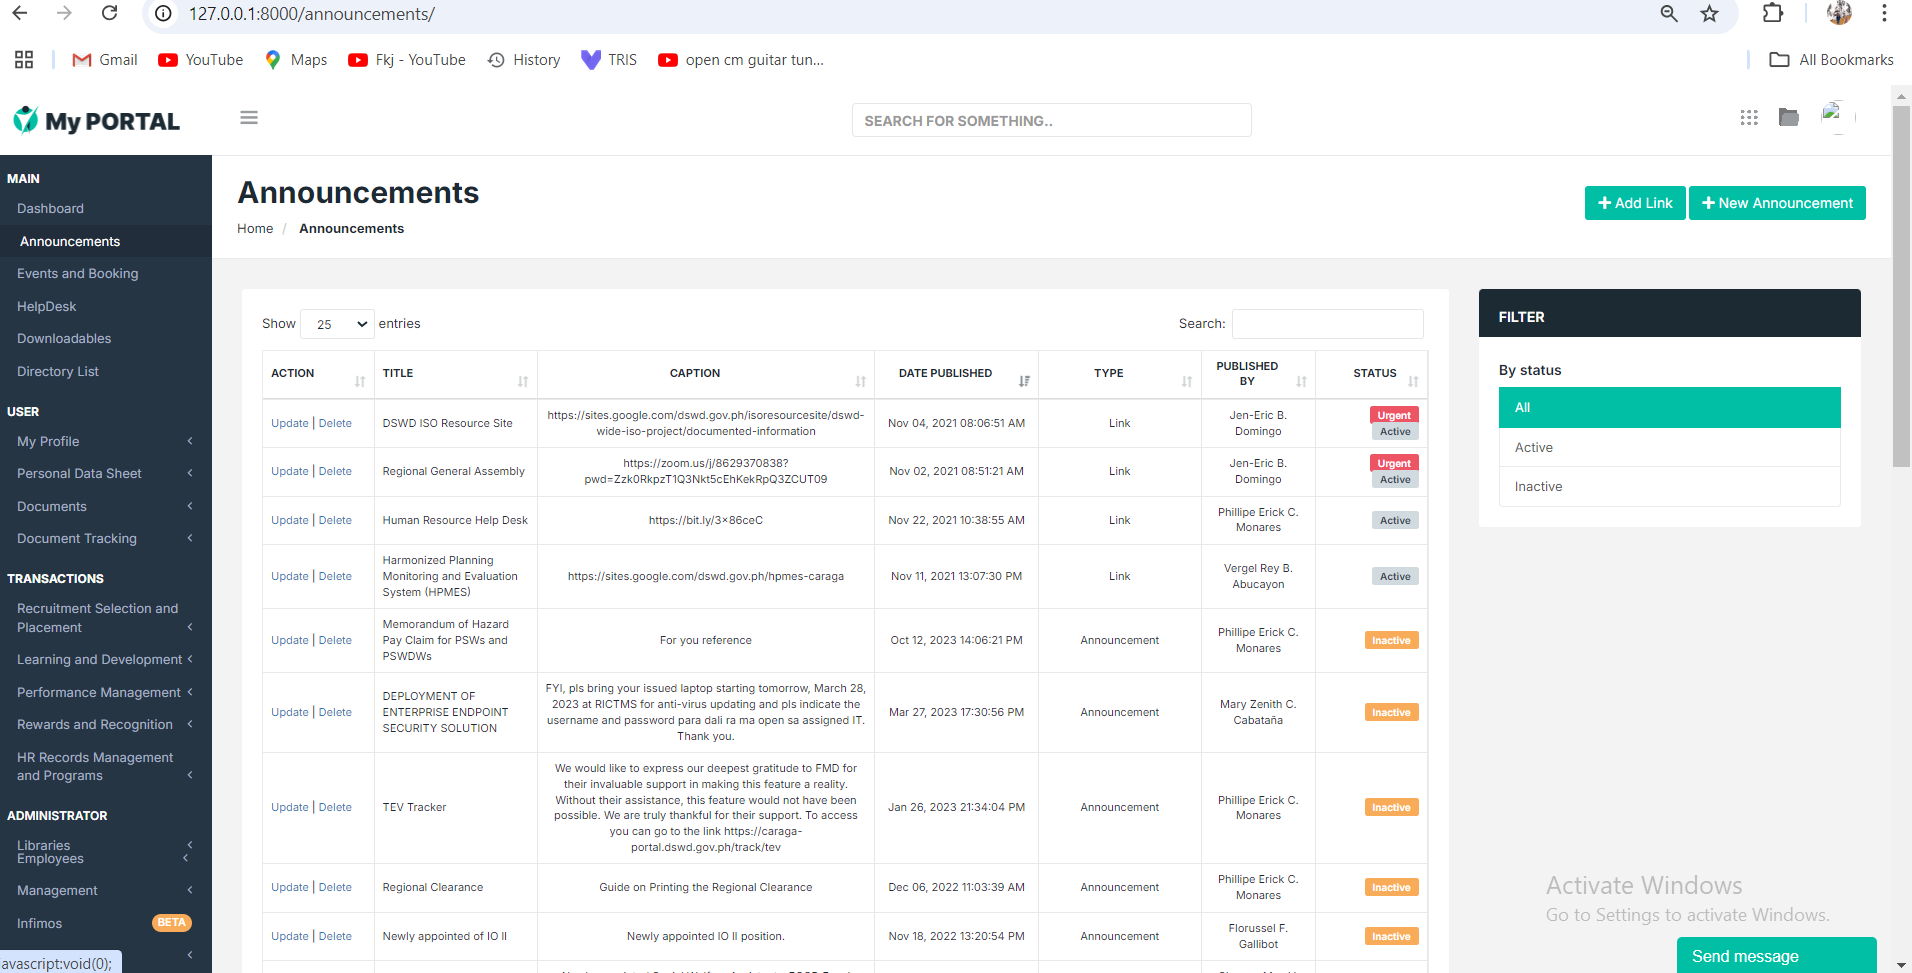 127.0.0.1:8000/announcements/
Gmail
YouTube
Maps
Fkj - YouTube
History
TRIS
open cm guitar tun...
All Bookmarks
My PORTAL
SEARCH FOR SOMETHING..
MAIN
Dashboard
Announcements
Events and Booking
HelpDesk
Downloadables
Directory List
USER
My Profile
Personal Data Sheet
Documents
Document Tracking
TRANSACTIONS
Recruitment Selection and
Placement
Learning and Development
Performance Management
Rewards and Recognition
HR Records Management
and Programs
ADMINISTRATOR
Libraries
Employees
Management
Infimos BETA
avascript:void(0);
Announcements
Home / Announcements
+ Add Link
+ New Announcement
Show 25 entries
Search:
ACTION TITLE CAPTION DATE PUBLISHED TYPE PUBLISHED BY STATUS
Update | Delete
DSWD ISO Resource Site
https://sites.google.com/dswd.gov.ph/isoresourcesite/dswd-
wide-iso-project/documented-information
Nov 04, 2021 08:06:51 AM
Link
Jen-Eric B.
Domingo
Urgent
Active
Update | Delete
Regional General Assembly
https://zoom.us/j/8629370838?
pwd=Zzk0RkpzT1Q3Nkt5cEhKekRpQ3ZCUT09
Nov 02, 2021 08:51:21 AM
Link
Jen-Eric B.
Domingo
Urgent
Active
Update | Delete
Human Resource Help Desk
https://bit.ly/3x86ceC
Nov 22, 2021 10:38:55 AM
Link
Phillipe Erick C.
Monares
Active
Update | Delete
Harmonized Planning
Monitoring and Evaluation
System (HPMES)
https://sites.google.com/dswd.gov.ph/hpmes-caraga
Nov 11, 2021 13:07:30 PM
Link
Vergel Rey B.
Abucayon
Active
Update | Delete
Memorandum of Hazard
Pay Claim for PSWs and
PSWDWs
For you reference
Oct 12, 2023 14:06:21 PM
Announcement
Phillipe Erick C.
Monares
Inactive
Update | Delete
DEPLOYMENT OF
ENTERPRISE ENDPOINT
SECURITY SOLUTION
FYI, pls bring your issued laptop starting tomorrow, March 28,
2023 at RICTMS for anti-virus updating and pls indicate the
username and password para dali ra ma open sa assigned IT.
Thank you.
Mar 27, 2023 17:30:56 PM
Announcement
Mary Zenith C.
Cabataña
Inactive
Update | Delete
TEV Tracker
We would like to express our deepest gratitude to FMD for
their invaluable support in making this feature a reality.
Without their assistance, this feature would not have been
possible. We are truly thankful for their support. To access
you can go to the link https://caraga-
portal.dswd.gov.ph/track/tev
Jan 26, 2023 21:34:04 PM
Announcement
Phillipe Erick C.
Monares
Inactive
Update | Delete
Regional Clearance
Guide on Printing the Regional Clearance
Dec 06, 2022 11:03:39 AM
Announcement
Phillipe Erick C.
Monares
Inactive
Update | Delete
Newly appointed of IO II
Newly appointed IO II position.
Nov 18, 2022 13:20:54 PM
Announcement
Florussel F.
Gallibot
Inactive
FILTER
By status
All
Active
Inactive
Activate Windows
Go to Settings to activate Windows.
Send message